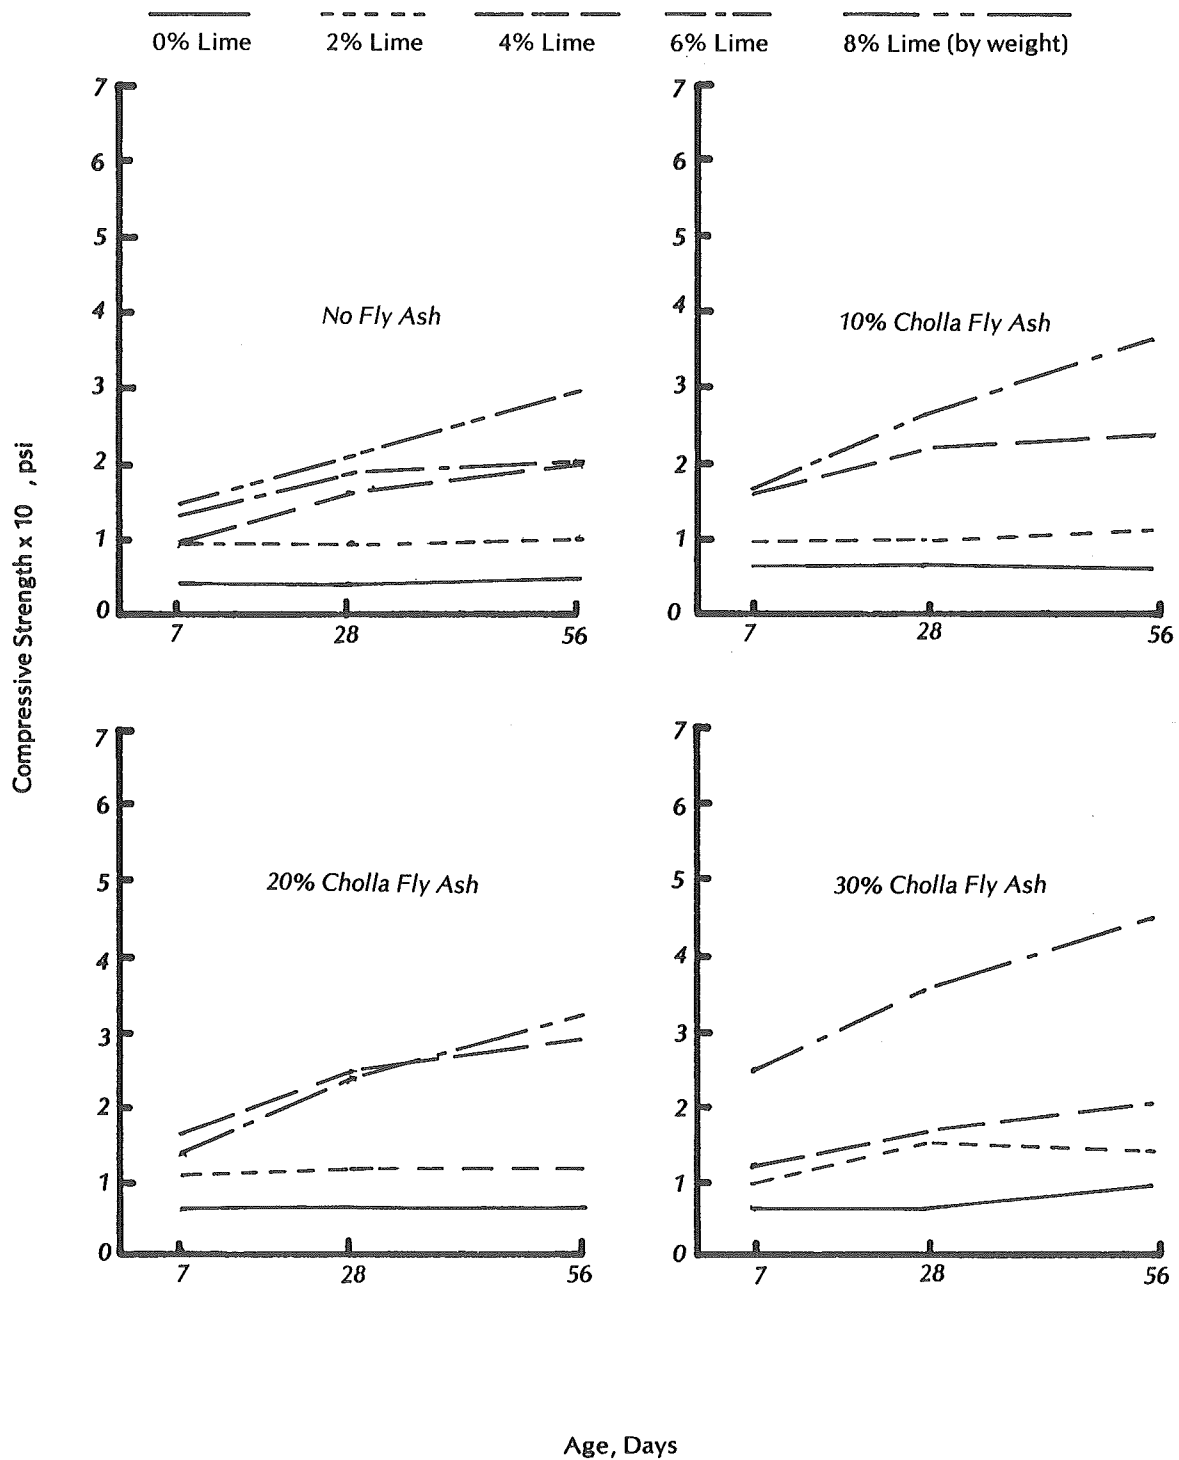 0% Lime 2% Lime 4% Lime 6% Lime 8% Lime (by weight)
7
6
5
4
3
2
1
0
7 28 56
No Fly Ash
7
6
5
4
3
2
1
0
7 28 56
10% Cholla Fly Ash
Compressive Strength x 10 , psi
7
6
5
4
3
2
1
0
7 28 56
20% Cholla Fly Ash
7
6
5
4
3
2
1
0
7 28 56
30% Cholla Fly Ash
Age, Days